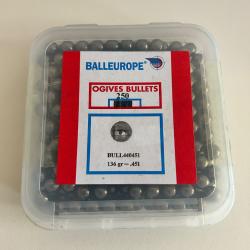 BALLEUROPE
OGIVES BULLETS
250
BULL440451
136 gr – .451